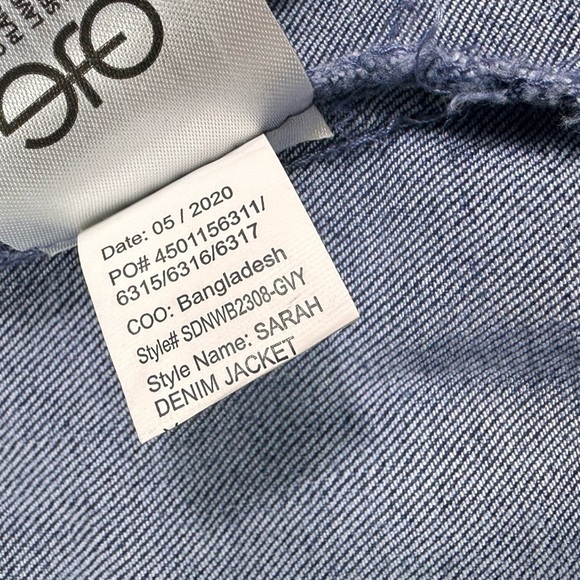 Date: 05 / 2020
PO# 4501156311/
6315/6316/6317
COO: Bangladesh
Style# SDNWB2308-GVY
Style Name: SARAH
DENIM JACKET